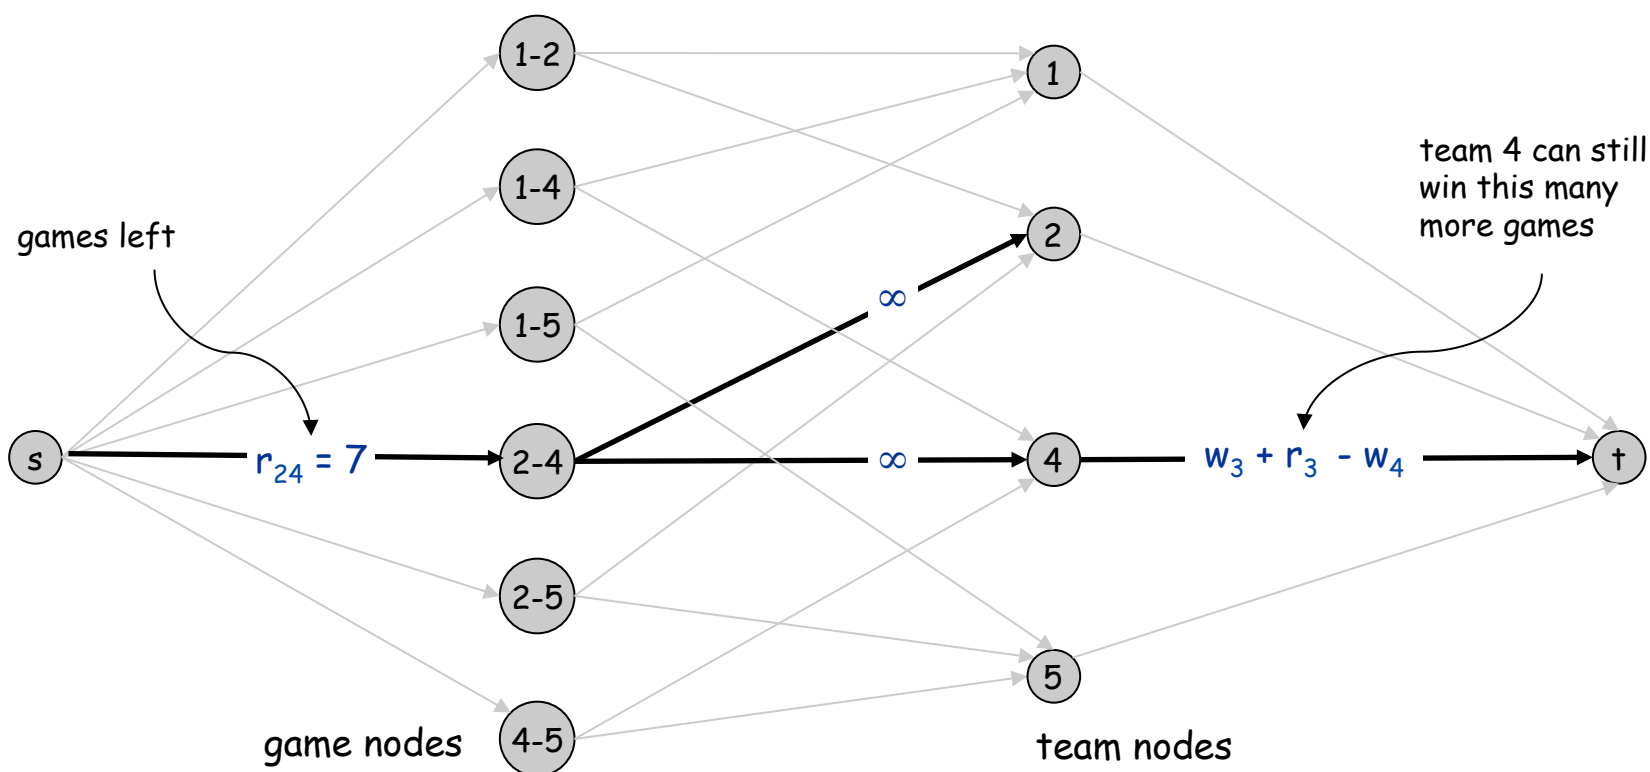 1-2
1
team 4 can still
win this many
more games
1-4
games left
2
∞
1-5
s
r₂₄ = 7
2-4
∞
4
w₃ + r₃ - w₄
t
2-5
5
4-5
game nodes
team nodes